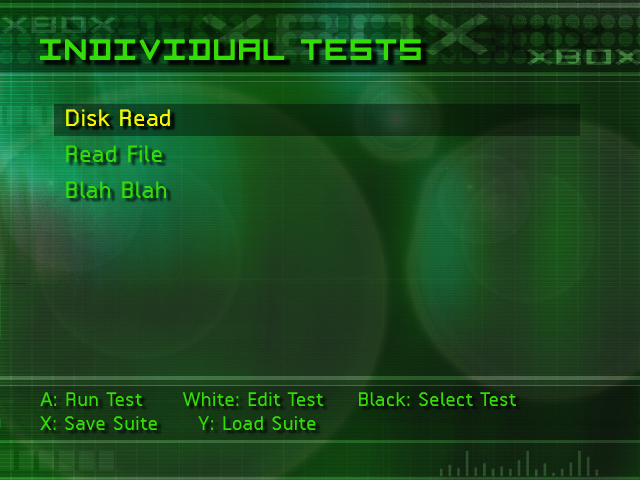 XBOX
INDIVIDUAL TESTS
XBOX
Disk Read
Read File
Blah Blah
A: Run Test White: Edit Test Black: Select Test
X: Save Suite Y: Load Suite